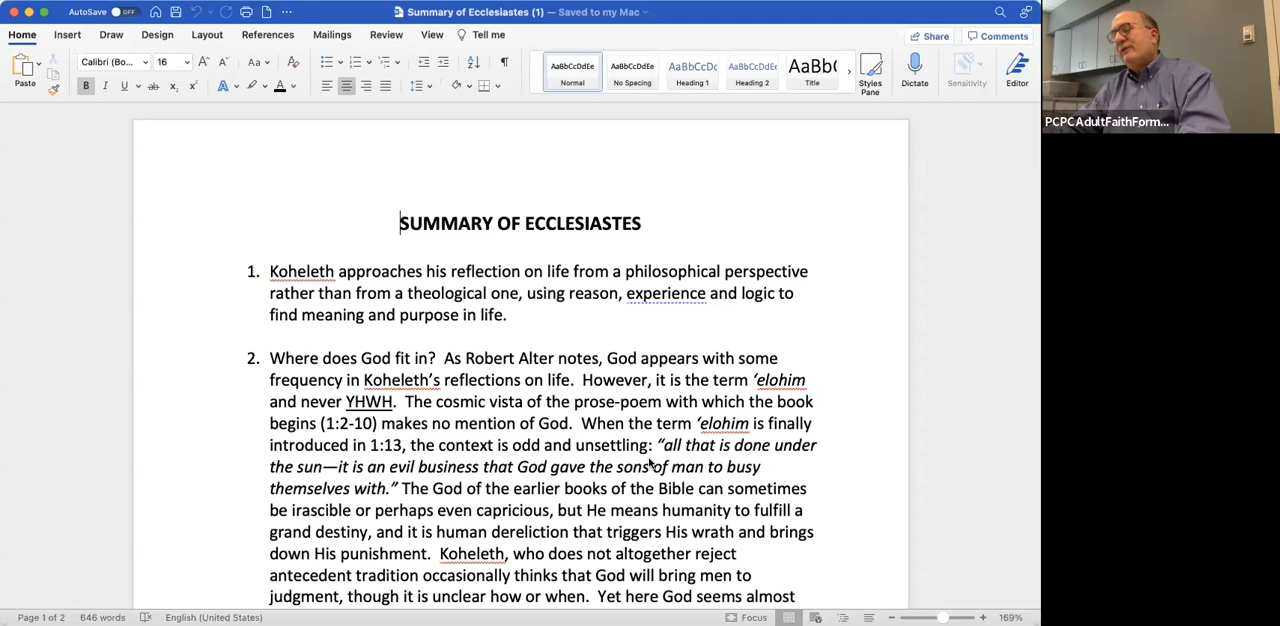 AutoSave OFF
Summary of Ecclesiastes (1) — Saved to my Mac
Home Insert Draw Design Layout References Mailings Review View Tell me
Share Comments
Paste
Calibri (Bo... 16
AaBbCcDdEe AaBbCcDdEe AaBbCcDc AaBbCcDdEe AaBb(
Normal No Spacing Heading 1 Heading 2 Title
Styles Pane
Dictate
Sensitivity
Editor
PCPC AdultFaithForm...
SUMMARY OF ECCLESIASTES
1. Koheleth approaches his reflection on life from a philosophical perspective
rather than from a theological one, using reason, experience and logic to
find meaning and purpose in life.
2. Where does God fit in? As Robert Alter notes, God appears with some
frequency in Koheleth's reflections on life. However, it is the term 'elohim
and never YHWH. The cosmic vista of the prose-poem with which the book
begins (1:2-10) makes no mention of God. When the term 'elohim is finally
introduced in 1:13, the context is odd and unsettling: "all that is done under
the sun—it is an evil business that God gave the sons of man to busy
themselves with." The God of the earlier books of the Bible can sometimes
be irascible or perhaps even capricious, but He means humanity to fulfill a
grand destiny, and it is human dereliction that triggers His wrath and brings
down His punishment. Koheleth, who does not altogether reject
antecedent tradition occasionally thinks that God will bring men to
judgment, though it is unclear how or when. Yet here God seems almost
Page 1 of 2 646 words English (United States) Focus 169%